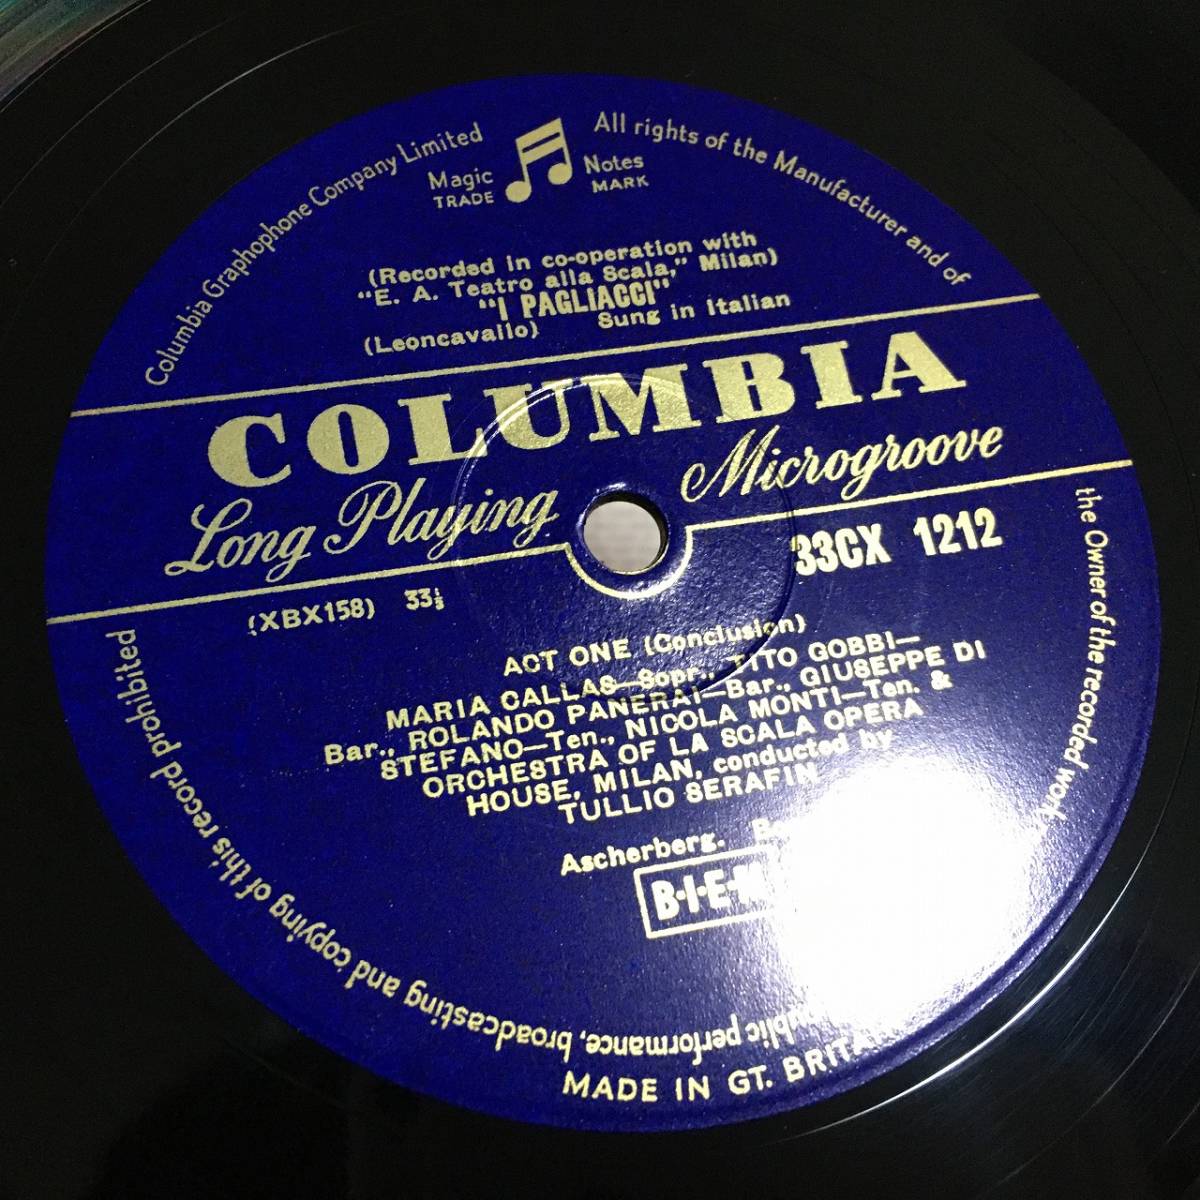 Columbia Graphophone Company Limited
All rights of the Manufacturer and of
the Owner of the recorded work
Magic Notes
TRADE MARK
(Recorded in co-operation with
"E. A. Teatro alla Scala," Milan)
"I PAGLIACCI"
(Leoncavallo) Sung in Italian
COLUMBIA
Long Playing Microgroove
(XBX158) 33⅓ 33CX 1212
ACT ONE (Conclusion)
MARIA CALLAS—Sopr., TITO GOBBI—
Bar., ROLANDO PANERAI—Bar., GIUSEPPE DI
STEFANO—Ten., NICOLA MONTI—Ten. &
ORCHESTRA OF LA SCALA OPERA
HOUSE, MILAN, conducted by
TULLIO SERAFIN
Ascherberg.
B·I·E·M
performance, broadcasting and copying of this record prohibited
MADE IN GT.